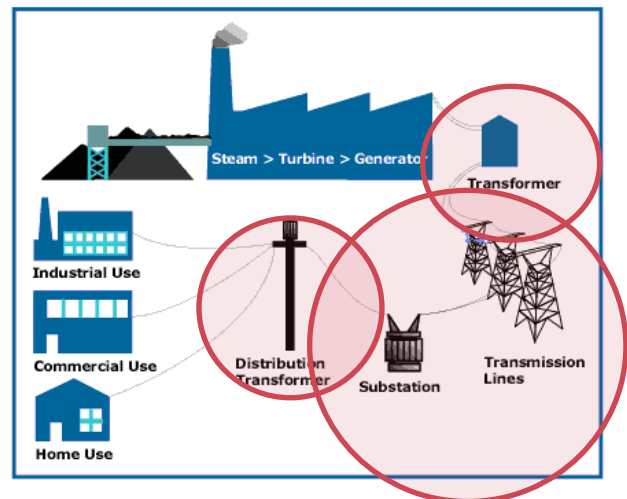 Steam > Turbine > Generator
Transformer
Industrial Use
Commercial Use
Home Use
Distribution
Transformer
Substation
Transmission
Lines